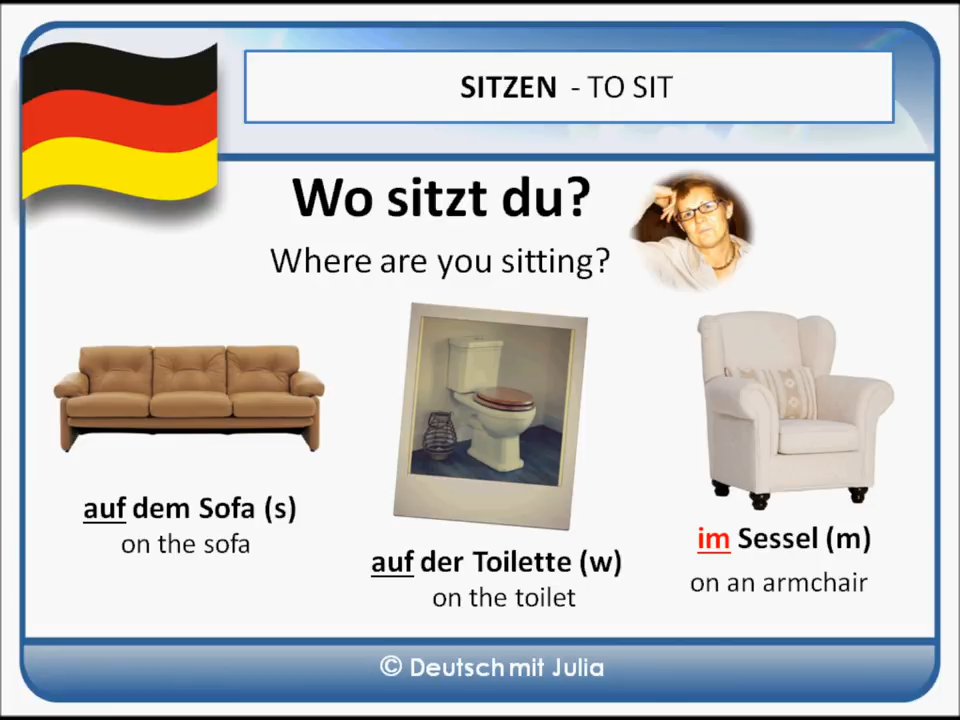 SITZEN - TO SIT
Wo sitzt du?
Where are you sitting?
auf dem Sofa (s)
on the sofa
auf der Toilette (w)
on the toilet
im Sessel (m)
on an armchair
© Deutsch mit Julia